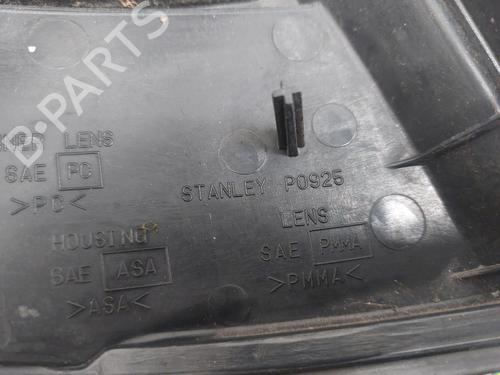 LENS
SAE PC
>PC<
STANLEY P0925
HOUSING
SAE ASA
>ASA<
LENS
SAE PMMA
>PMMA<
B-PARTS